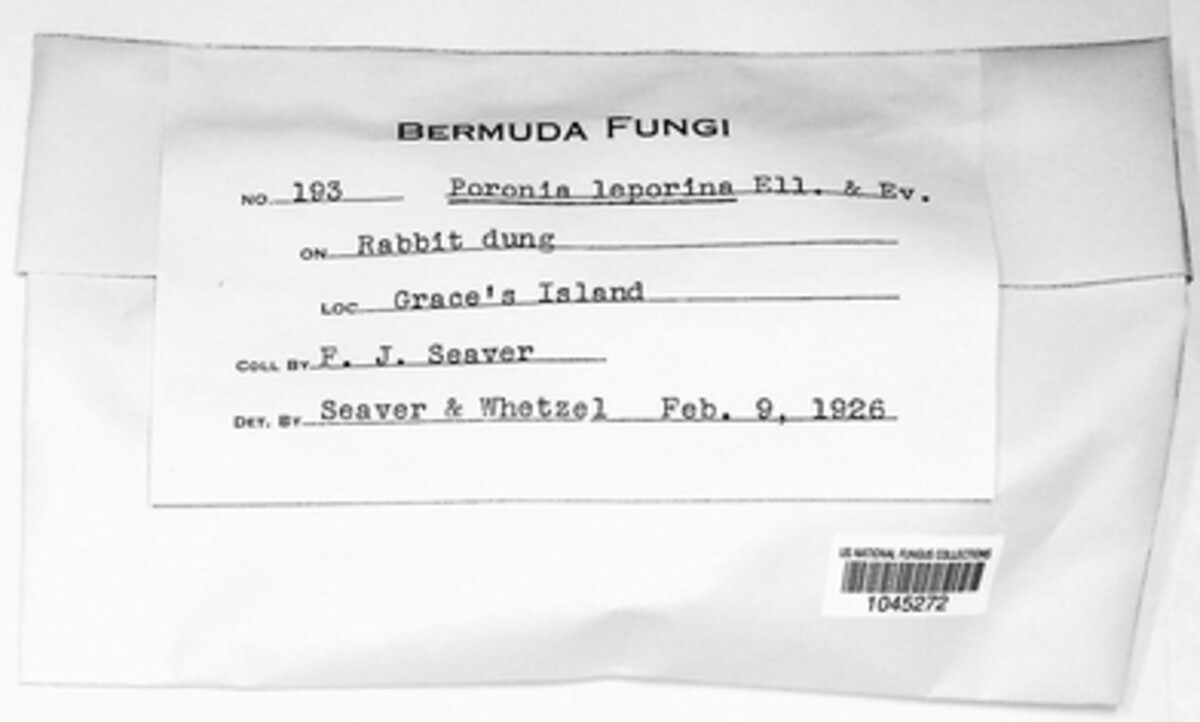 BERMUDA FUNGI
NO. 193 Poronia leporina Ell. & Ev.
ON Rabbit dung
LOC Grace's Island
COLL BY F. J. Seaver
DET. BY Seaver & Whetzel Feb. 9, 1926
US NATIONAL FUNGUS COLLECTIONS
1045272